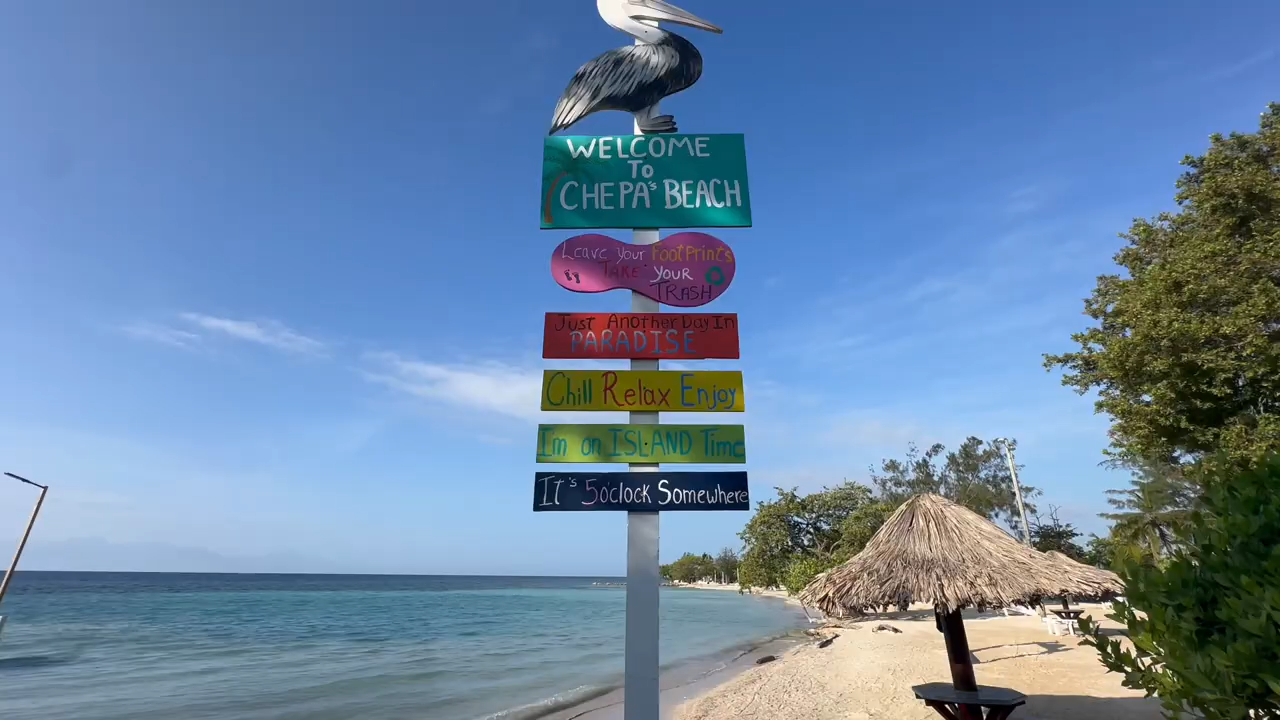 WELCOME
To
CHEPA's BEACH
Leave your FootPrints
TAKE YOUR
TRASH
Just Another Day In
PARADISE
Chill Relax Enjoy
I'm on ISLAND Time
It's 5o'clock Somewhere